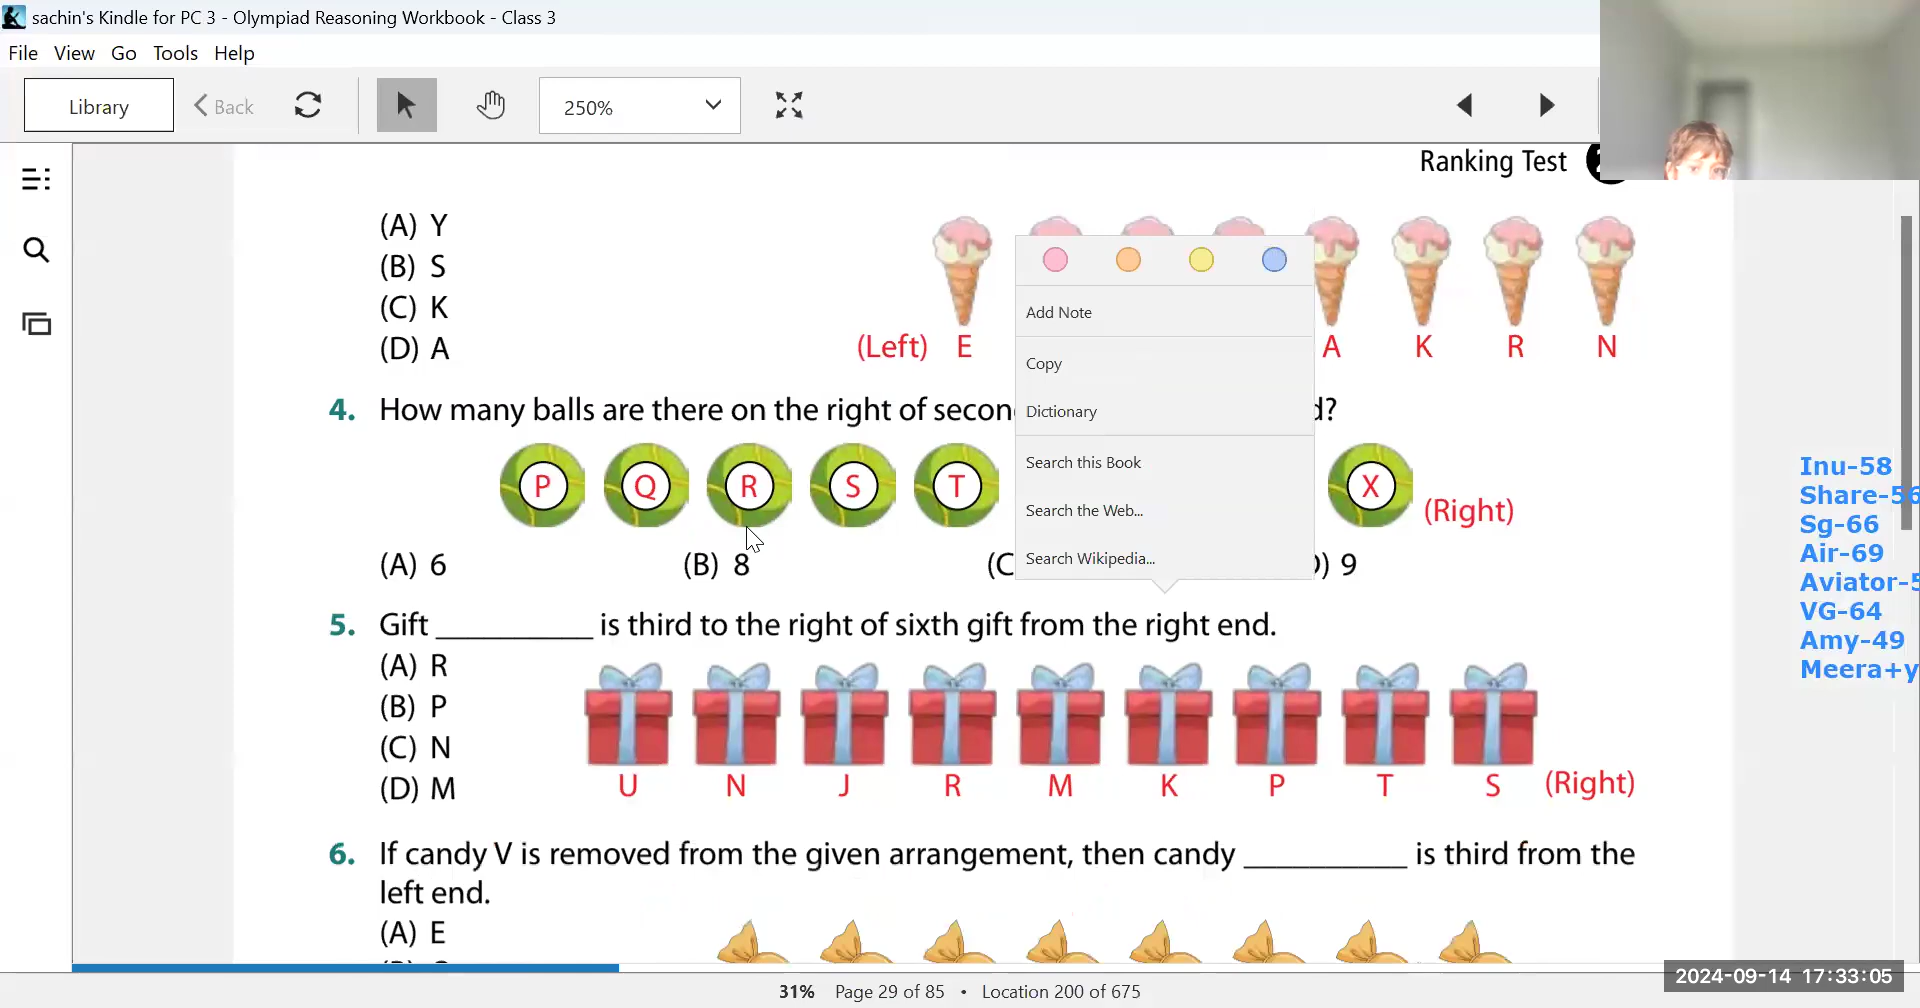 sachin's Kindle for PC 3 - Olympiad Reasoning Workbook - Class 3
File View Go Tools Help
Library Back 250%
Ranking Test
(A) Y
(B) S
(C) K
(D) A
(Left) E A K R N
Add Note
Copy
Dictionary
Search this Book
Search the Web...
Search Wikipedia...
4. How many balls are there on the right of
P Q R S T X (Right)
(A) 6 (B) 8 9
5. Gift __________ is third to the right of sixth gift from the right end.
(A) R
(B) P
(C) N
(D) M
U N J R M K P T S (Right)
6. If candy V is removed from the given arrangement, then candy __________ is third from the
left end.
(A) E
Inu-58
Share-56
Sg-66
Air-69
Aviator-5
VG-64
Amy-49
Meera+y
2024-09-14 17:33:05
31% Page 29 of 85 • Location 200 of 675